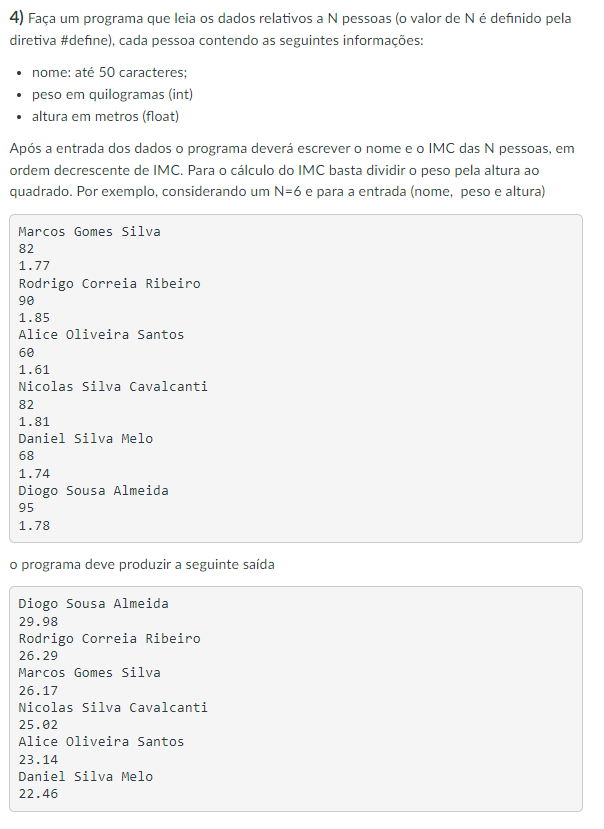 4) Faça um programa que leia os dados relativos a N pessoas (o valor de N é definido pela
diretiva #define), cada pessoa contendo as seguintes informações:
• nome: até 50 caracteres;
• peso em quilogramas (int)
• altura em metros (float)
Após a entrada dos dados o programa deverá escrever o nome e o IMC das N pessoas, em
ordem decrescente de IMC. Para o cálculo do IMC basta dividir o peso pela altura ao
quadrado. Por exemplo, considerando um N=6 e para a entrada (nome, peso e altura)
Marcos Gomes Silva
82
1.77
Rodrigo Correia Ribeiro
90
1.85
Alice Oliveira Santos
60
1.61
Nicolas Silva Cavalcanti
82
1.81
Daniel Silva Melo
68
1.74
Diogo Sousa Almeida
95
1.78
o programa deve produzir a seguinte saída
Diogo Sousa Almeida
29.98
Rodrigo Correia Ribeiro
26.29
Marcos Gomes Silva
26.17
Nicolas Silva Cavalcanti
25.02
Alice Oliveira Santos
23.14
Daniel Silva Melo
22.46